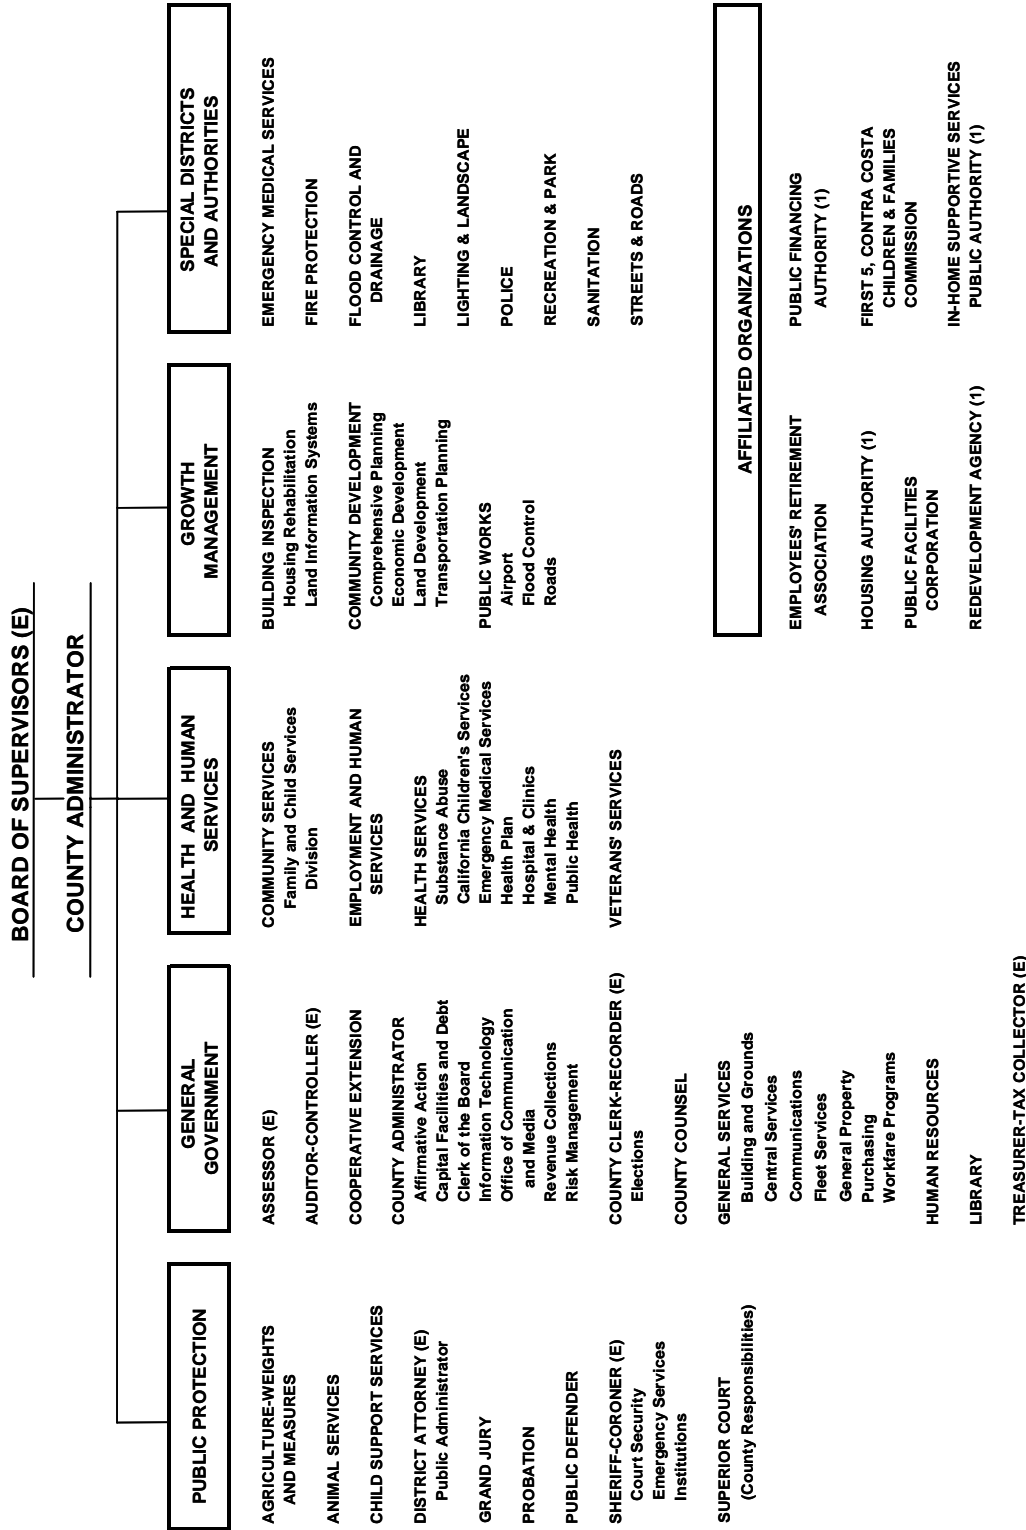 BOARD OF SUPERVISORS (E)
COUNTY ADMINISTRATOR
PUBLIC PROTECTION
AGRICULTURE-WEIGHTS
AND MEASURES
ANIMAL SERVICES
CHILD SUPPORT SERVICES
DISTRICT ATTORNEY (E)
Public Administrator
GRAND JURY
PROBATION
PUBLIC DEFENDER
SHERIFF-CORONER (E)
Court Security
Emergency Services
Institutions
SUPERIOR COURT
(County Responsibilities)
GENERAL
GOVERNMENT
ASSESSOR (E)
AUDITOR-CONTROLLER (E)
COOPERATIVE EXTENSION
COUNTY ADMINISTRATOR
Affirmative Action
Capital Facilities and Debt
Clerk of the Board
Information Technology
Office of Communication
and Media
Revenue Collections
Risk Management
COUNTY CLERK-RECORDER (E)
Elections
COUNTY COUNSEL
GENERAL SERVICES
Building and Grounds
Central Services
Communications
Fleet Services
General Property
Purchasing
Workfare Programs
HUMAN RESOURCES
LIBRARY
TREASURER-TAX COLLECTOR (E)
HEALTH AND HUMAN
SERVICES
COMMUNITY SERVICES
Family and Child Services
Division
EMPLOYMENT AND HUMAN
SERVICES
HEALTH SERVICES
Substance Abuse
California Children's Services
Emergency Medical Services
Health Plan
Hospital & Clinics
Mental Health
Public Health
VETERANS' SERVICES
GROWTH
MANAGEMENT
BUILDING INSPECTION
Housing Rehabilitation
Land Information Systems
COMMUNITY DEVELOPMENT
Comprehensive Planning
Economic Development
Land Development
Transportation Planning
PUBLIC WORKS
Airport
Flood Control
Roads
SPECIAL DISTRICTS
AND AUTHORITIES
EMERGENCY MEDICAL SERVICES
FIRE PROTECTION
FLOOD CONTROL AND
DRAINAGE
LIBRARY
LIGHTING & LANDSCAPE
POLICE
RECREATION & PARK
SANITATION
STREETS & ROADS
AFFILIATED ORGANIZATIONS
EMPLOYEES' RETIREMENT
ASSOCIATION
HOUSING AUTHORITY (1)
PUBLIC FACILITIES
CORPORATION
REDEVELOPMENT AGENCY (1)
PUBLIC FINANCING
AUTHORITY (1)
FIRST 5, CONTRA COSTA
CHILDREN & FAMILIES
COMMISSION
IN-HOME SUPPORTIVE SERVICES
PUBLIC AUTHORITY (1)